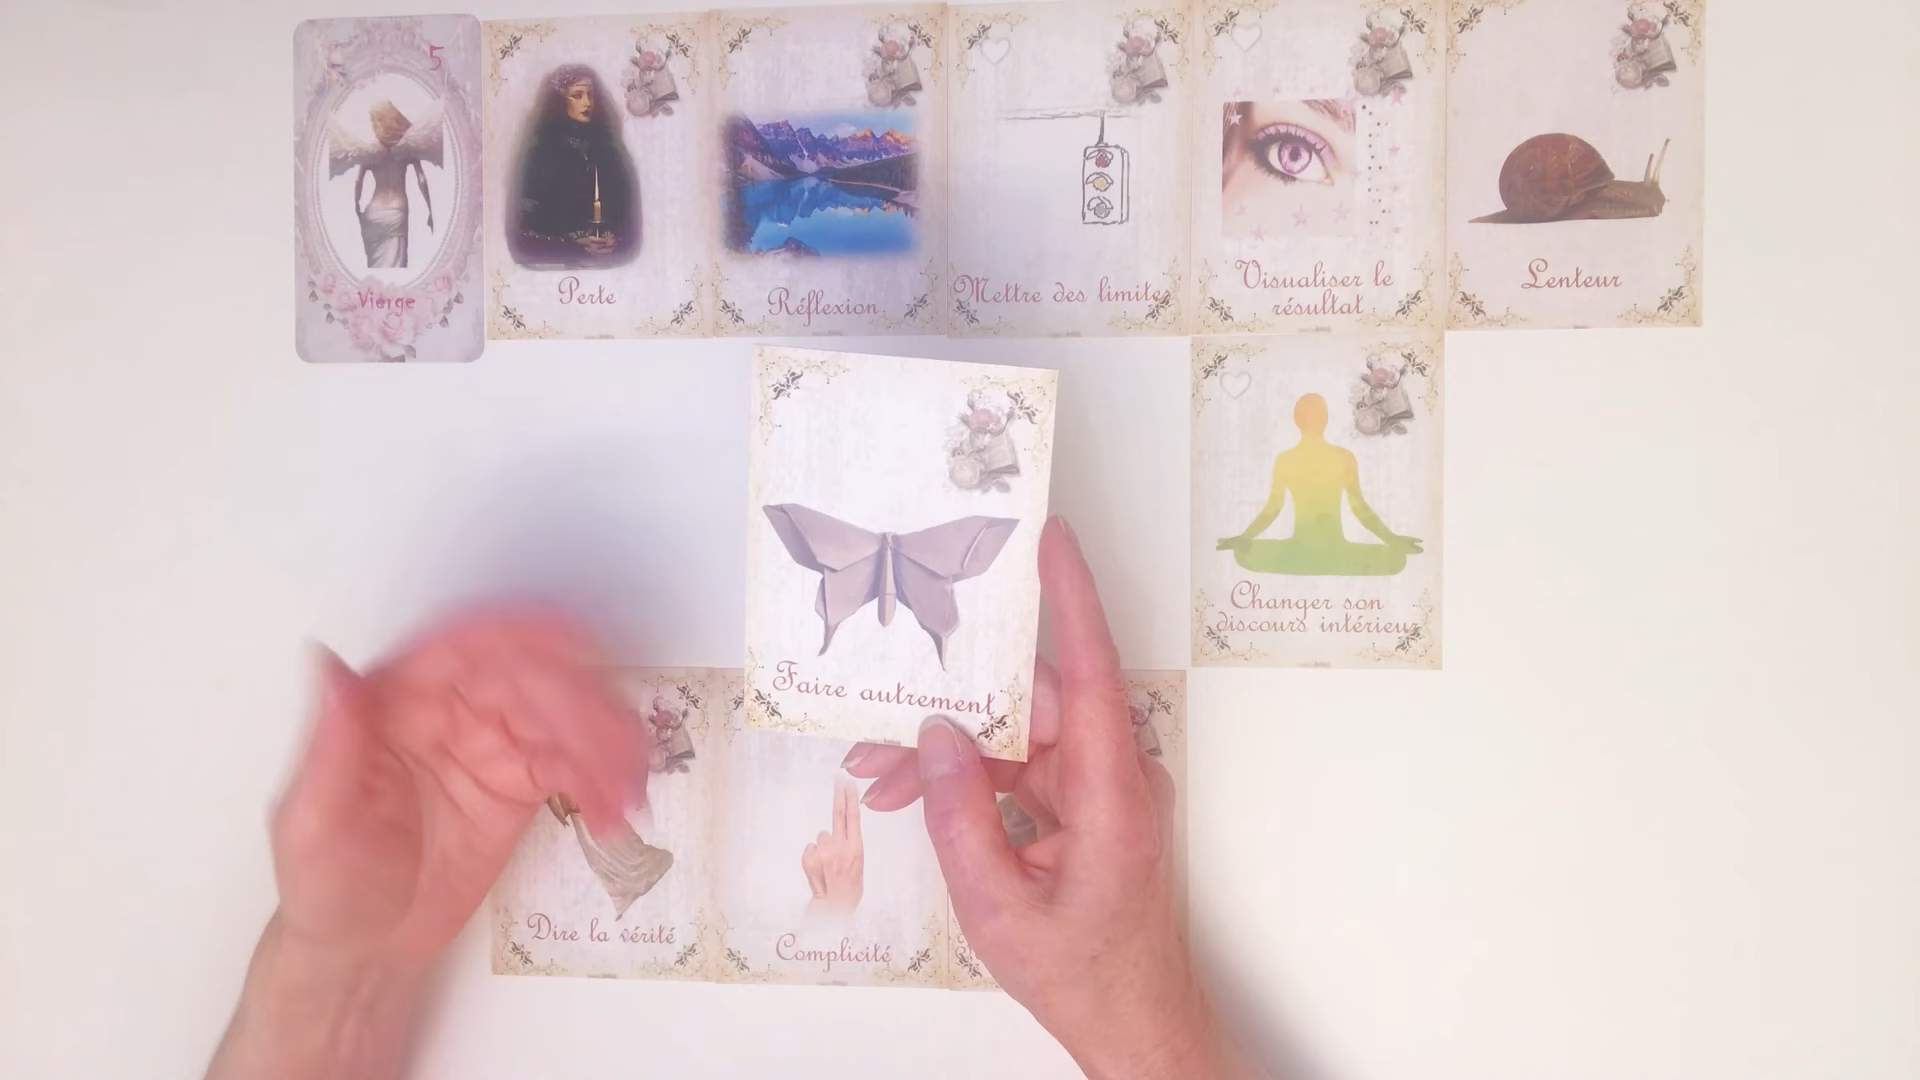 5
Vierge
Perte
Réflexion
Mettre des limites
Visualiser le
résultat
Lenteur
Faire autrement
Changer son
discours intérieur
Dire la vérité
Complicité